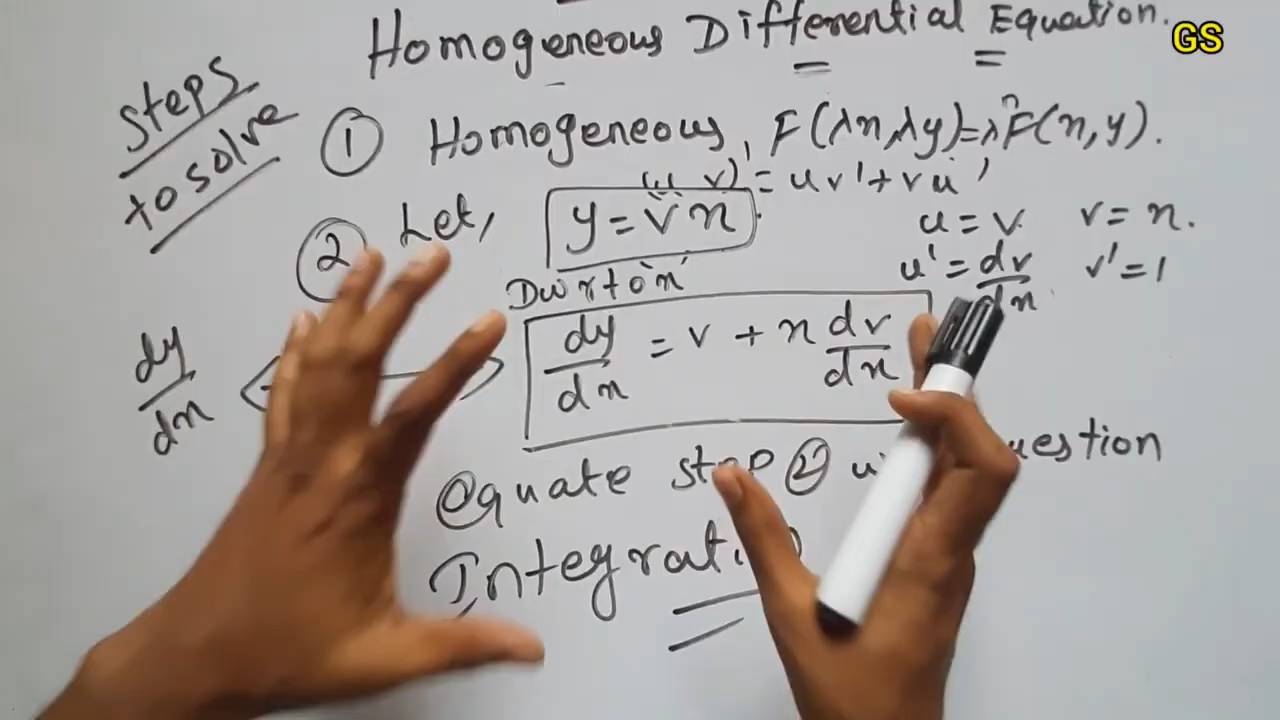 Homogeneous Differential Equation.
GS
Steps
to solve
① Homogeneous, F(λx,λy)=λⁿF(x,y).
(u v)' = uv'+vu'
② Let, y = vx
u = v v = x.
u' = dv/dx v' = 1
Dw r to 'x'
dy/dx = v + x dv/dx
dy/dx
equate step ②
Integration